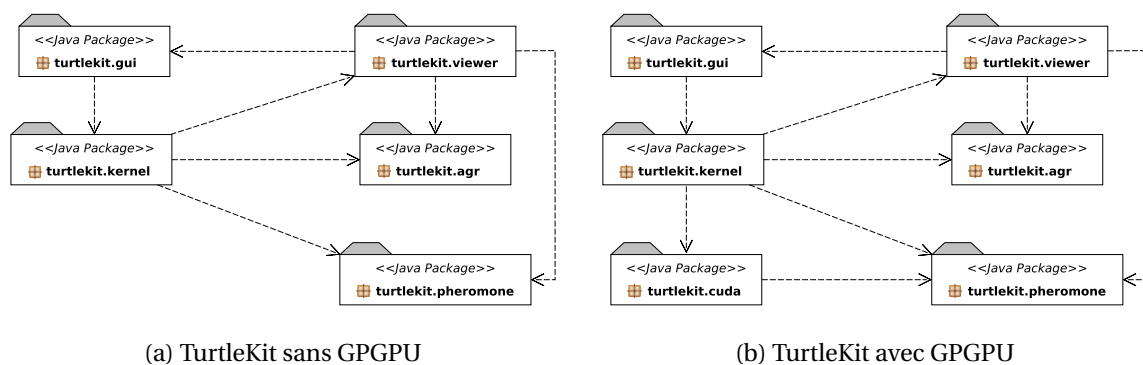 <<Java Package>>
turtlekit.gui
<<Java Package>>
turtlekit.viewer
<<Java Package>>
turtlekit.kernel
<<Java Package>>
turtlekit.agr
<<Java Package>>
turtlekit.pheromone
(a) TurtleKit sans GPGPU
<<Java Package>>
turtlekit.gui
<<Java Package>>
turtlekit.viewer
<<Java Package>>
turtlekit.kernel
<<Java Package>>
turtlekit.agr
<<Java Package>>
turtlekit.cuda
<<Java Package>>
turtlekit.pheromone
(b) TurtleKit avec GPGPU